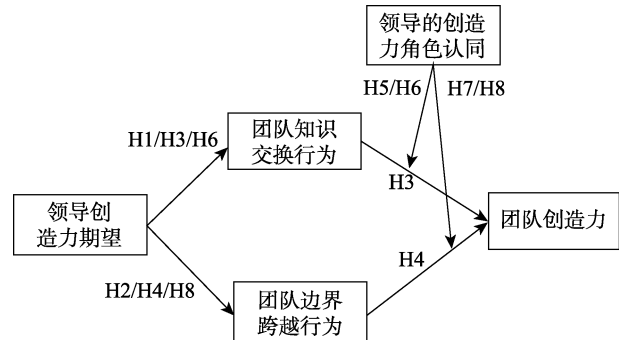 领导的创造
力角色认同
H5/H6
H7/H8
H1/H3/H6
团队知识
交换行为
H3
领导创
造力期望
团队创造力
H2/H4/H8
H4
团队边界
跨越行为